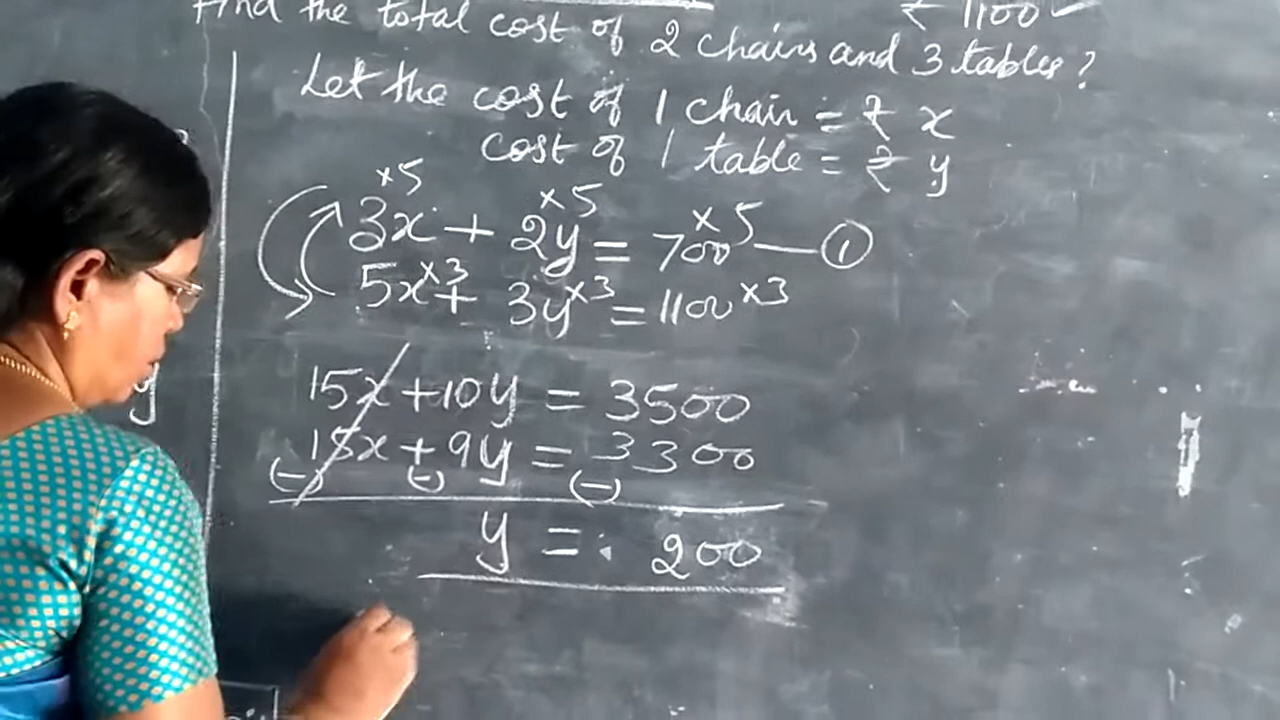 Find the total cost of 2 chairs and 3 tables?
₹ 1100
Let the cost of 1 chair = ₹ x
cost of 1 table = ₹ y
×5 ×5 ×5
3x + 2y = 700 — ①
5x×3 + 3y×3 = 1100×3
15x + 10y = 3500
15x + 9y = 3300
(-) (-) (-)
y = 200
y